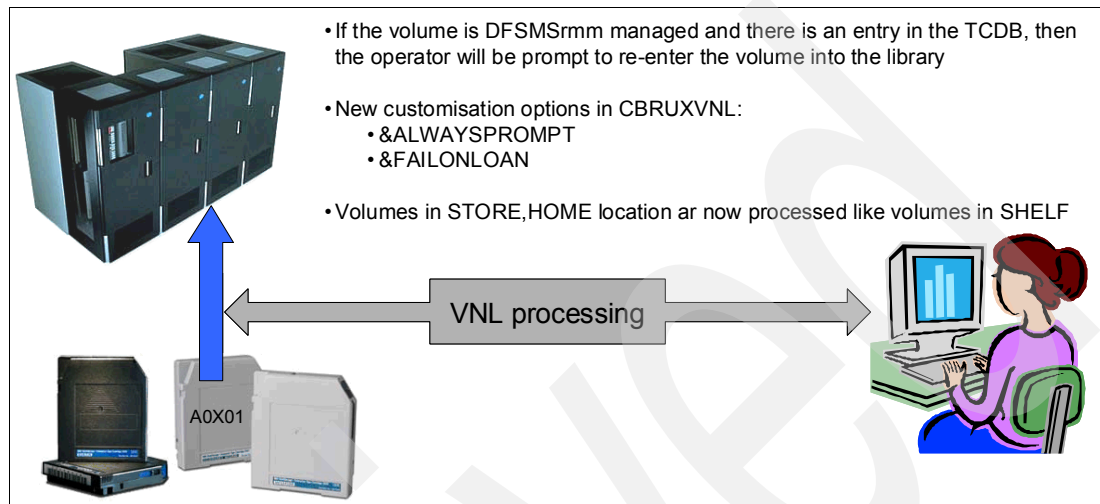 • If the volume is DFSMSrmm managed and there is an entry in the TCDB, then
the operator will be prompt to re-enter the volume into the library
• New customisation options in CBRUXVNL:
• &ALWAYSPROMPT
• &FAILONLOAN
• Volumes in STORE,HOME location ar now processed like volumes in SHELF
VNL processing
A0X01